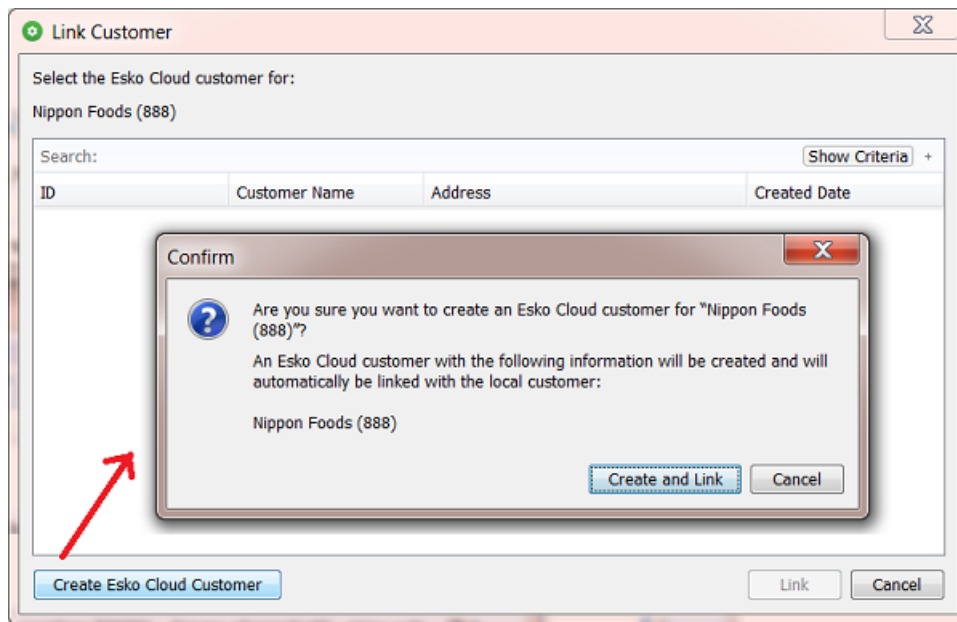 Link Customer
Select the Esko Cloud customer for:
Nippon Foods (888)
Search:
Show Criteria +
ID Customer Name Address Created Date
Confirm
Are you sure you want to create an Esko Cloud customer for “Nippon Foods
(888)”?
An Esko Cloud customer with the following information will be created and will
automatically be linked with the local customer:
Nippon Foods (888)
Create and Link Cancel
Create Esko Cloud Customer Link Cancel